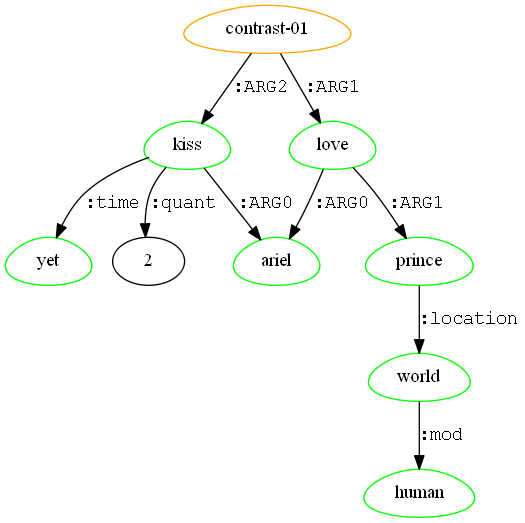 contrast-01
:ARG2 :ARG1
kiss love
:time :quant :ARG0 :ARG0 :ARG1
yet 2 ariel prince
:location
world
:mod
human